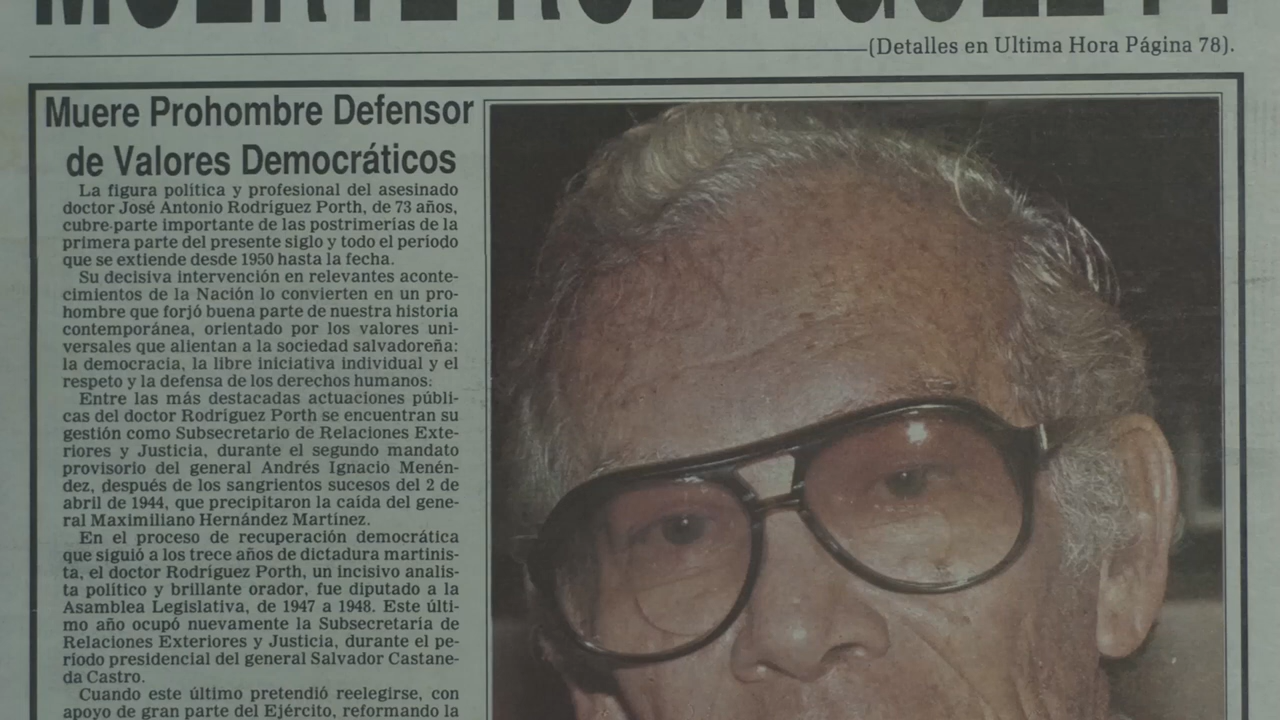 (Detalles en Ultima Hora Página 78).
Muere Prohombre Defensor
de Valores Democráticos
La figura política y profesional del asesinado
doctor José Antonio Rodríguez Porth, de 73 años,
cubre parte importante de las postrimerías de la
primera parte del presente siglo y todo el período
que se extiende desde 1950 hasta la fecha.
Su decisiva intervención en relevantes aconte-
cimientos de la Nación lo convierten en un pro-
hombre que forjó buena parte de nuestra historia
contemporánea, orientado por los valores uni-
versales que alientan a la sociedad salvadoreña:
la democracia, la libre iniciativa individual y el
respeto y la defensa de los derechos humanos.
Entre las más destacadas actuaciones públi-
cas del doctor Rodríguez Porth se encuentran su
gestión como Subsecretario de Relaciones Exte-
riores y Justicia, durante el segundo mandato
provisorio del general Andrés Ignacio Menén-
dez, después de los sangrientos sucesos del 2 de
abril de 1944, que precipitaron la caída del gene-
ral Maximiliano Hernández Martínez.
En el proceso de recuperación democrática
que siguió a los trece años de dictadura martinis-
ta, el doctor Rodríguez Porth, un incisivo analis-
ta político y brillante orador, fue diputado a la
Asamblea Legislativa, de 1947 a 1948. Este últi-
mo año ocupó nuevamente la Subsecretaría de
Relaciones Exteriores y Justicia, durante el pe-
ríodo presidencial del general Salvador Castane-
da Castro.
Cuando este último pretendió reelegirse, con
apoyo de gran parte del Ejército, reformando la